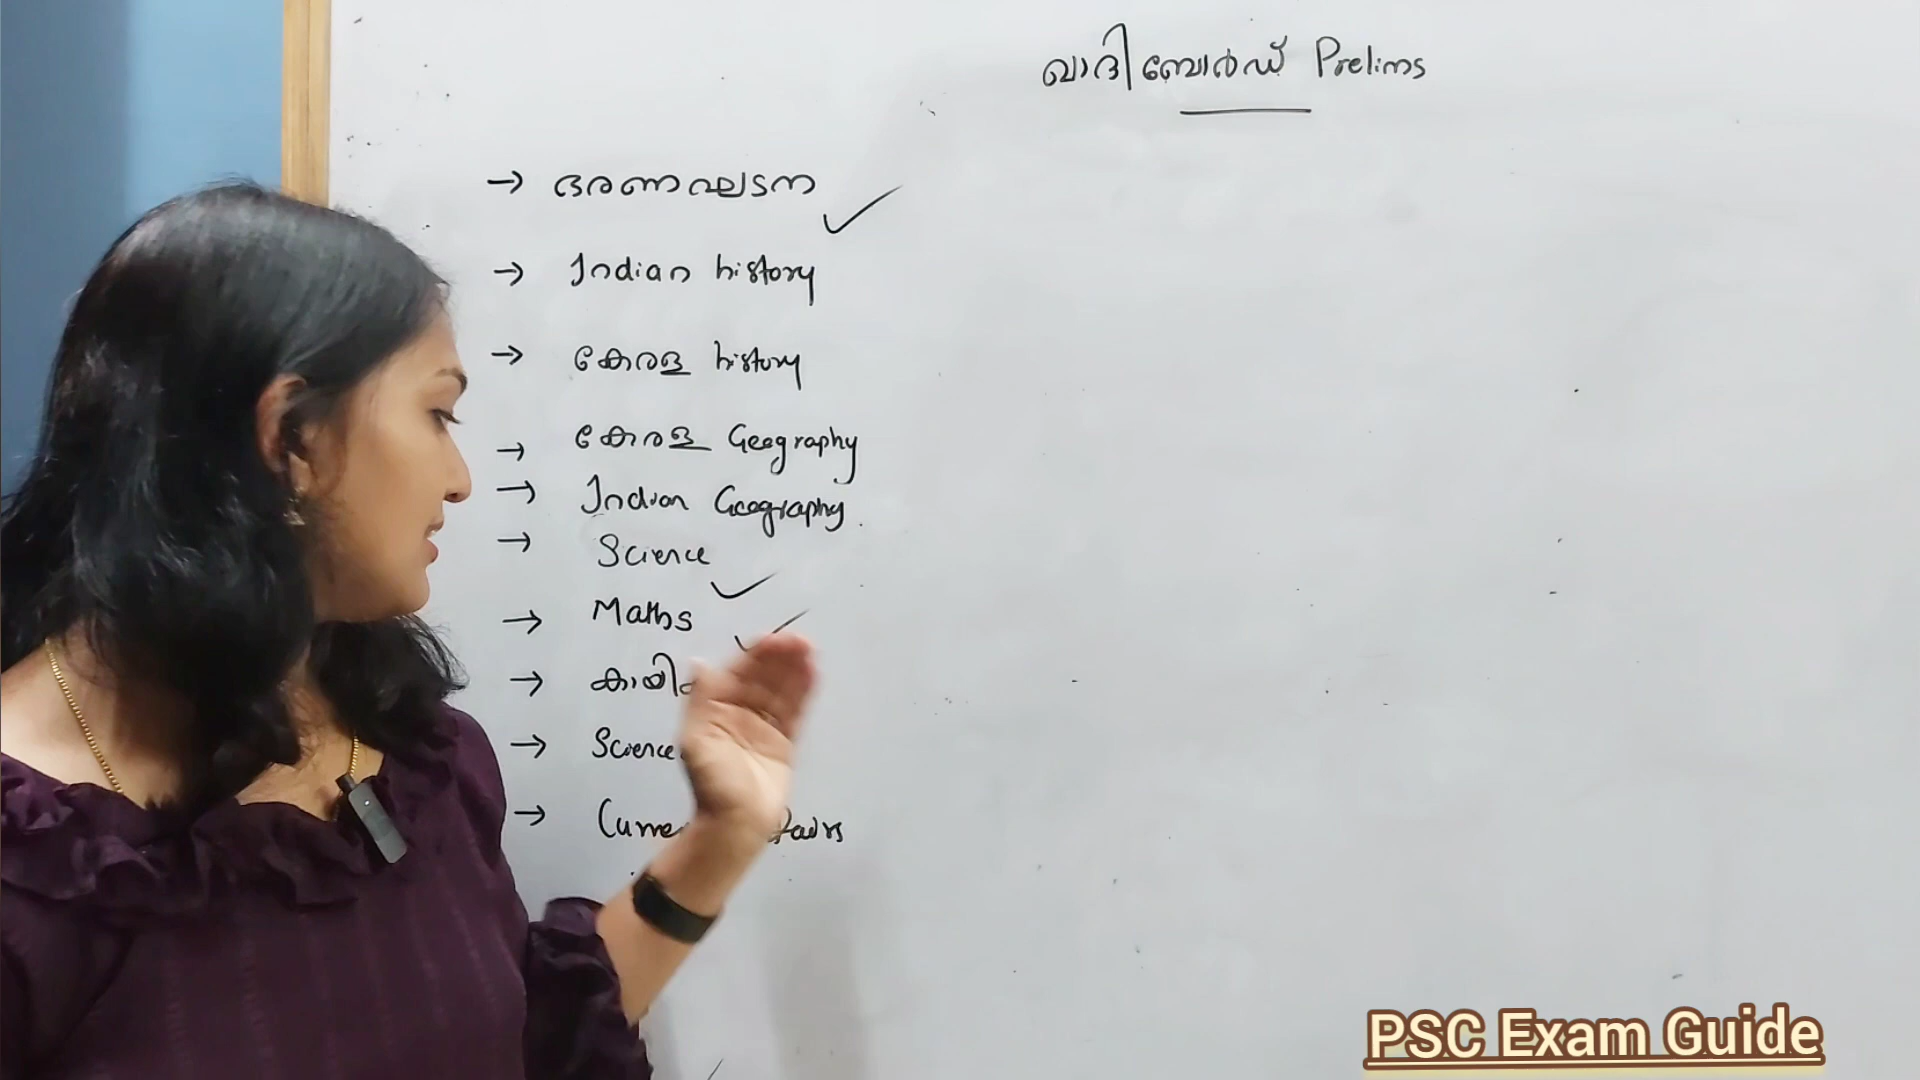 ഖാദി ബോർഡ് Prelims
→ ഭരണഘടന
→ Indian history
→ കേരള history
→ കേരള Geography
→ Indian Geography.
→ Science
→ Maths
→
→ Science
→
PSC Exam Guide